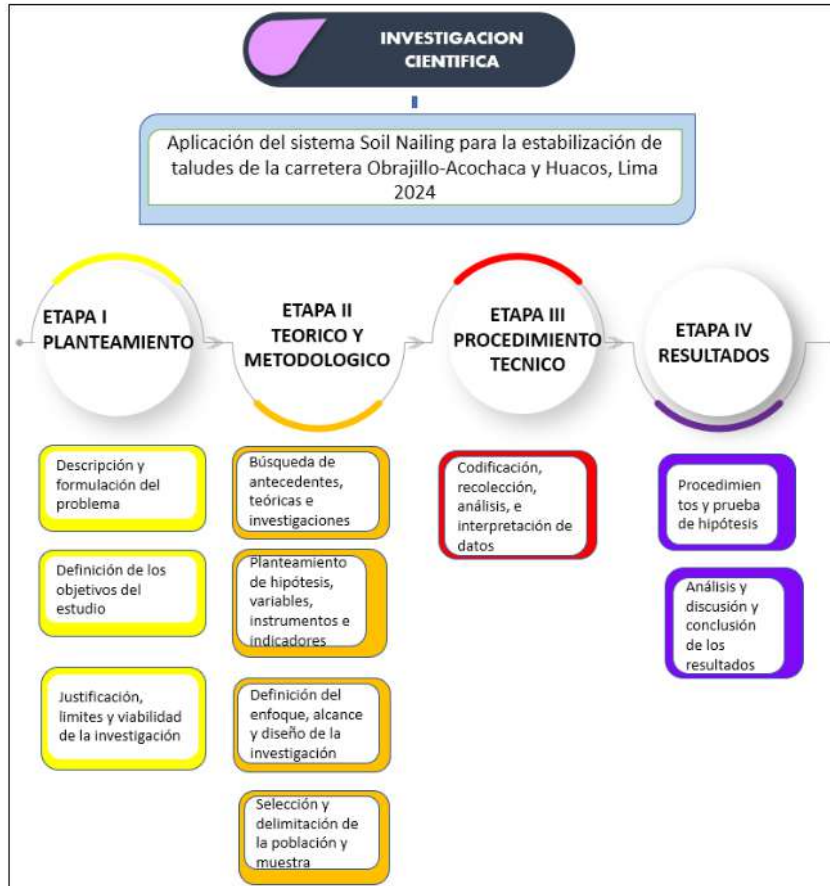 INVESTIGACION
CIENTIFICA
Aplicación del sistema Soil Nailing para la estabilización de
taludes de la carretera Obrajillo-Acochaca y Huacos, Lima
2024
ETAPA I
PLANTEAMIENTO
ETAPA II
TEORICO Y
METODOLOGICO
ETAPA III
PROCEDIMIENTO
TECNICO
ETAPA IV
RESULTADOS
Descripción y
formulación del
problema
Definición de los
objetivos del
estudio
Justificación,
limites y viabilidad
de la investigación
Búsqueda de
antecedentes,
teóricas e
investigaciones
Planteamiento
de hipótesis,
variables,
instrumentos e
indicadores
Definición del
enfoque, alcance
y diseño de la
investigación
Selección y
delimitación de
la población y
muestra
Codificación,
recolección,
análisis, e
interpretación de
datos
Procedimien
tos y prueba
de hipótesis
Análisis y
discusión y
conclusión
de los
resultados